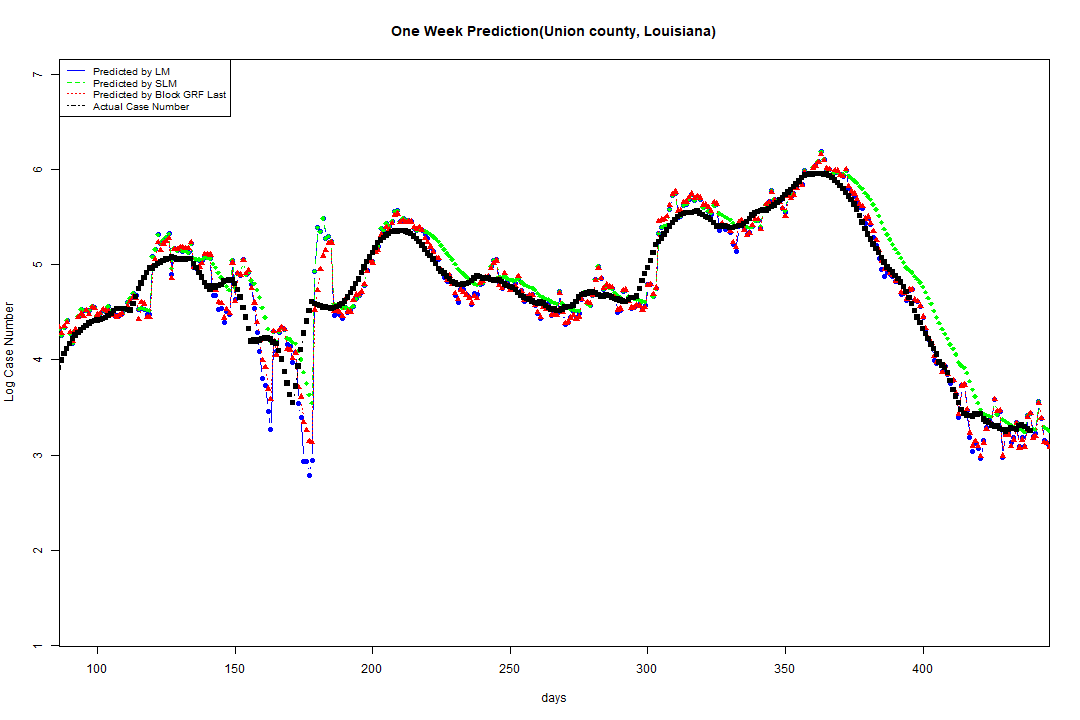 One Week Prediction(Union county, Louisiana)
Predicted by LM
Predicted by SLM
Predicted by Block GRF Last
Actual Case Number
7
6
5
4
3
2
1
Log Case Number
100 150 200 250 300 350 400
days